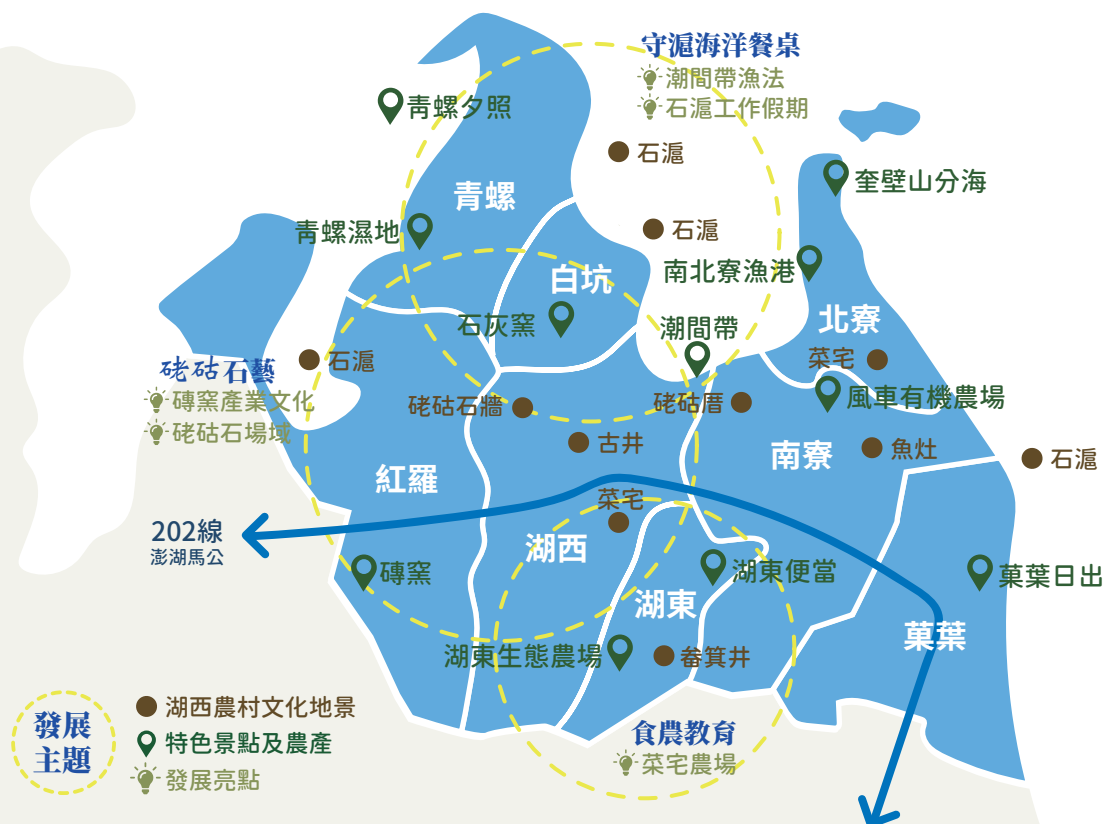 守滬海洋餐桌
潮間帶漁法
石滬工作假期
青螺夕照
石滬
奎壁山分海
青螺
青螺濕地
石滬
南北寮漁港
白坑
石灰窯
潮間帶
北寮
菜宅
硓𥑮石藝
石滬
磚窯產業文化
硓𥑮石場域
硓𥑮石牆
硓𥑮厝
風車有機農場
古井
南寮
魚灶
石滬
紅羅
菜宅
202線
澎湖馬公
湖西
磚窯
湖東便當
菓葉日出
湖東
菓葉
湖東生態農場
畚箕井
發展
主題
湖西農村文化地景
特色景點及農產
發展亮點
食農教育
菜宅農場